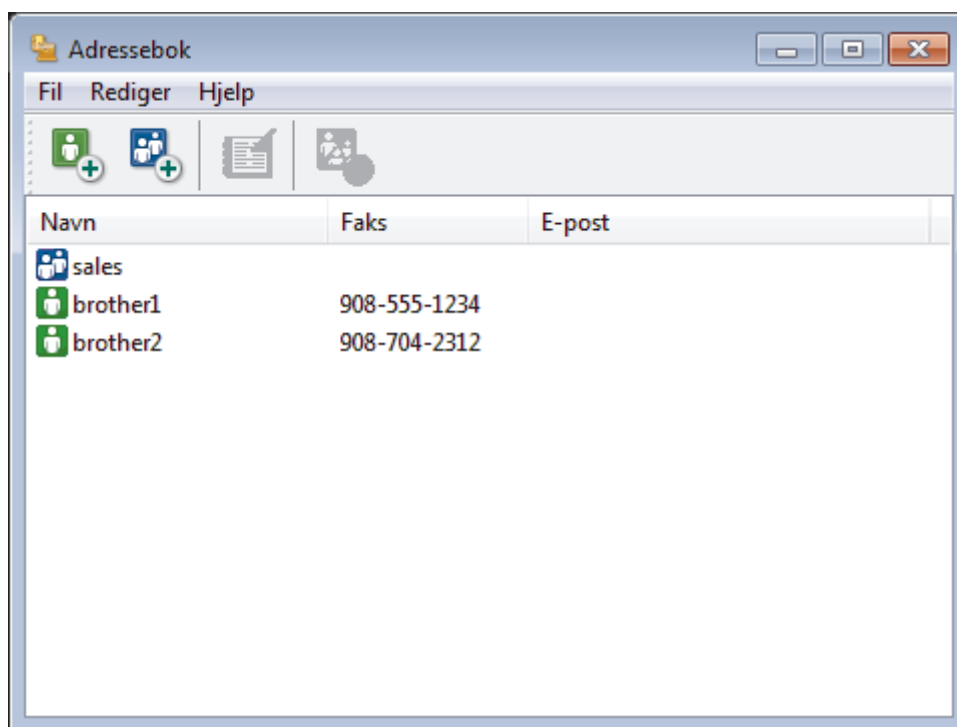 Adressebok
Fil Rediger Hjelp
Navn Faks E-post
sales
brother1 908-555-1234
brother2 908-704-2312